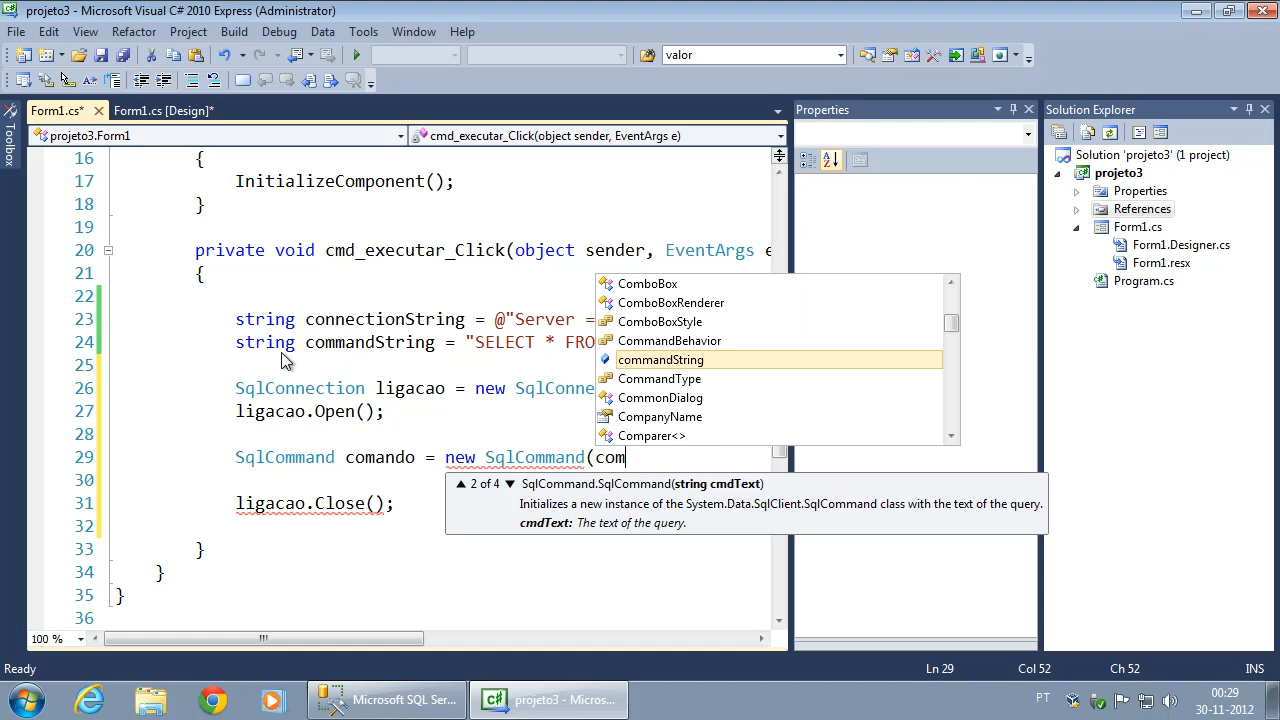 projeto3 - Microsoft Visual C# 2010 Express (Administrator)
File Edit View Refactor Project Build Debug Data Tools Window Help
valor
Form1.cs* Form1.cs [Design]*
Properties
Solution Explorer
Toolbox
projeto3.Form1
cmd_executar_Click(object sender, EventArgs e)
Solution 'projeto3' (1 project)
projeto3
Properties
References
Form1.cs
Form1.Designer.cs
Form1.resx
Program.cs
16 {
17 InitializeComponent();
18 }
19
20 private void cmd_executar_Click(object sender, EventArgs e
21 {
22
23 string connectionString = @"Server =
24 string commandString = "SELECT * FRO
25
26 SqlConnection ligacao = new SqlConne
27 ligacao.Open();
28
29 SqlCommand comando = new SqlCommand(com
30
31 ligacao.Close();
32
33 }
34 }
35 }
36
ComboBox
ComboBoxRenderer
ComboBoxStyle
CommandBehavior
commandString
CommandType
CommonDialog
CompanyName
Comparer<>
2 of 4 SqlCommand.SqlCommand(string cmdText)
Initializes a new instance of the System.Data.SqlClient.SqlCommand class with the text of the query.
cmdText: The text of the query.
100 %
Ready Ln 29 Col 52 Ch 52 INS
Microsoft SQL Ser...
projeto3 - Micros...
PT
00:29
30-11-2012